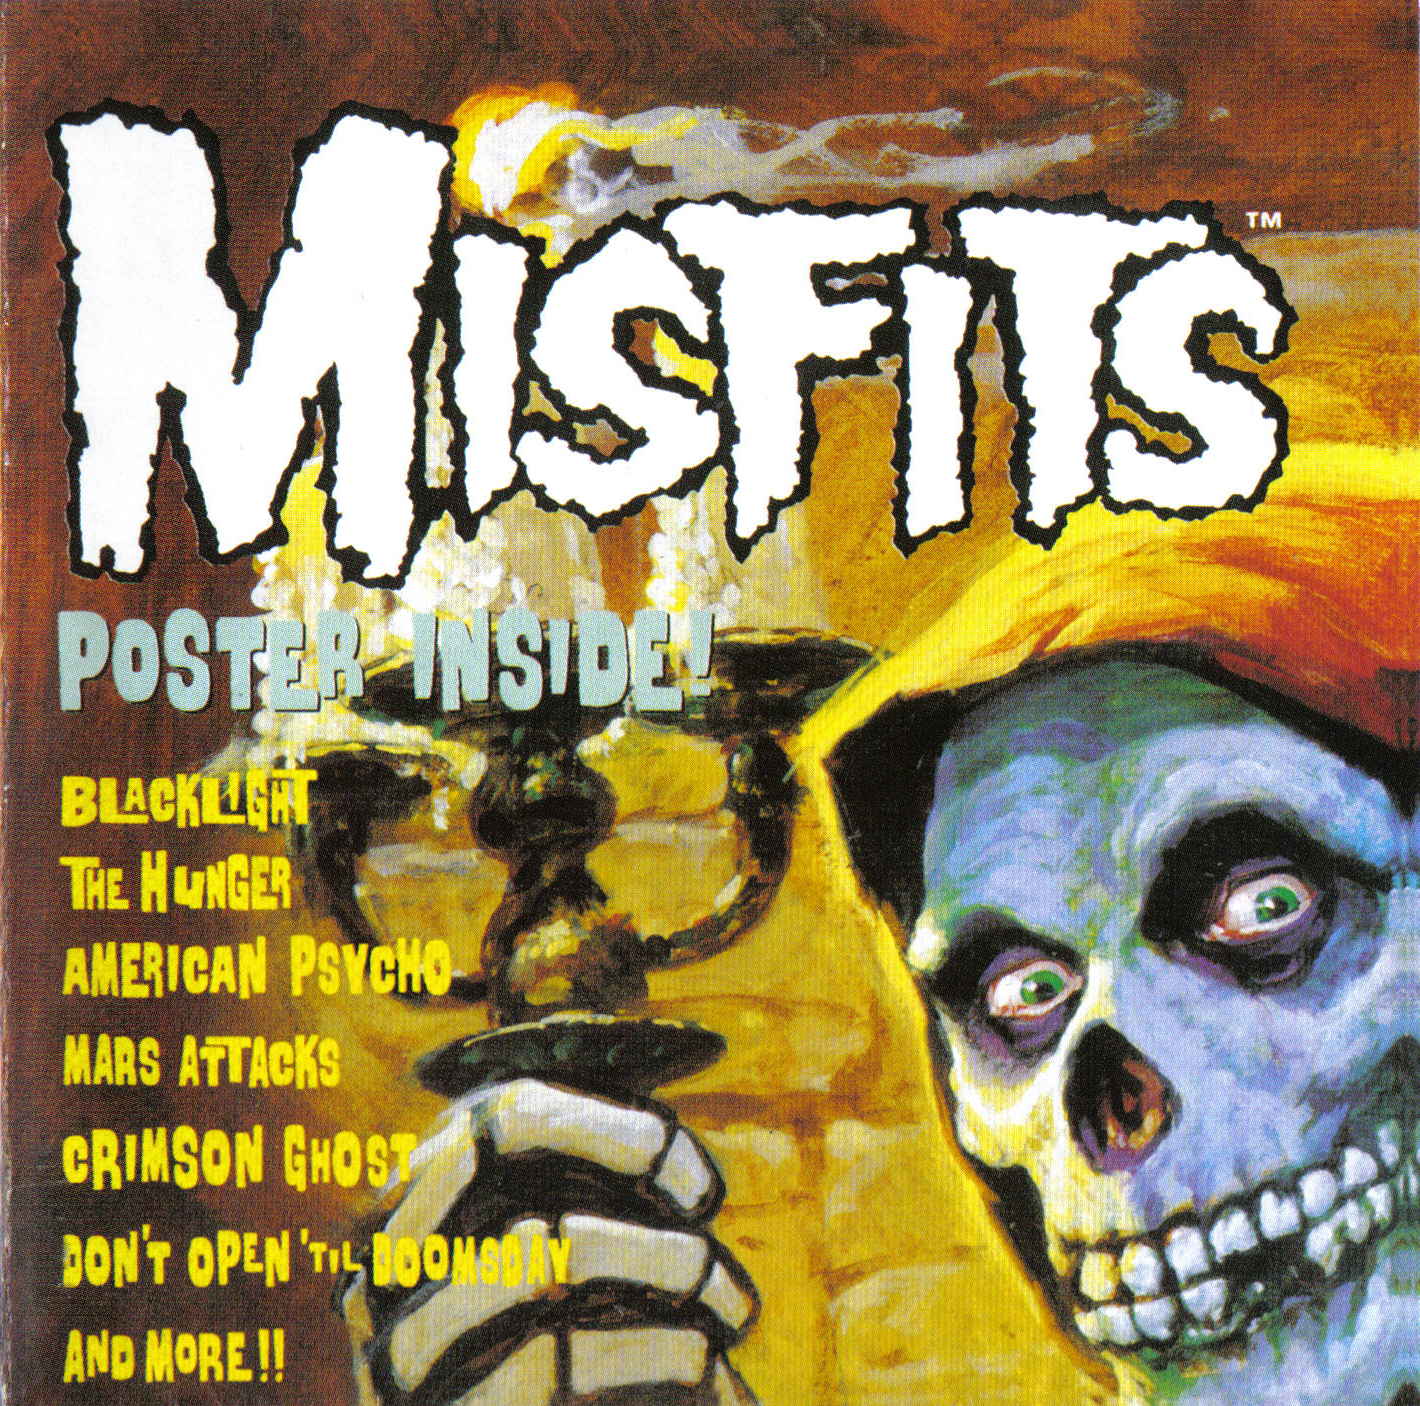 MISFITS™
POSTER INSIDE!
BLACKLIGHT
THE HUNGER
AMERICAN PSYCHO
MARS ATTACKS
CRIMSON GHOST
DON'T OPEN 'TIL DOOMSDAY
AND MORE!!